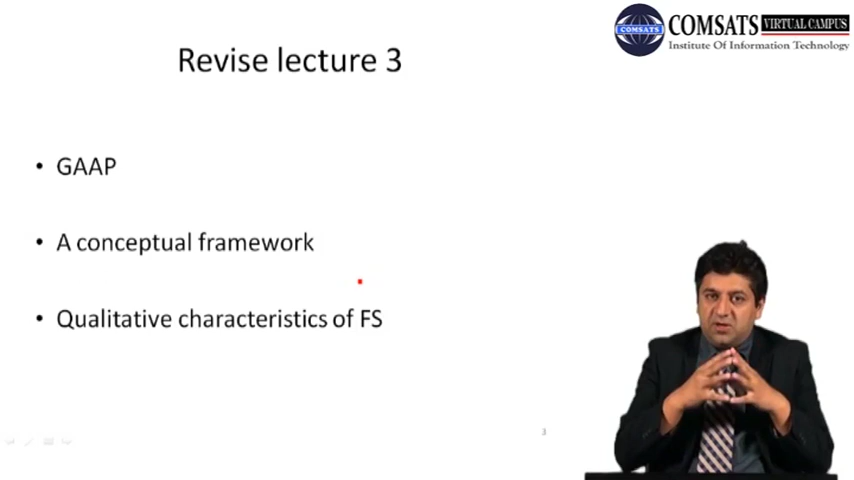 COMSATS VIRTUAL CAMPUS
Institute Of Information Technology
COMSATS
Revise lecture 3
• GAAP
• A conceptual framework
• Qualitative characteristics of FS
3